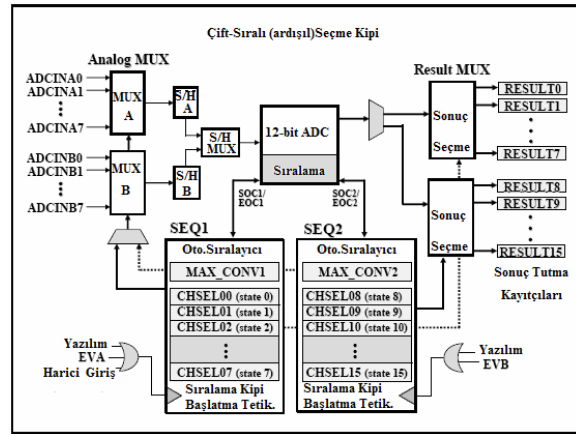 Çift-Sıralı (ardışıl)Seçme Kipi
Analog MUX
Result MUX
ADCINA0
ADCINA1
ADCINA7
MUX
A
S/H
A
ADCINB0
ADCINB1
ADCINB7
MUX
B
S/H
B
S/H
MUX
12-bit ADC
Sıralama
Sonuç
Seçme
RESULT0
RESULT1
RESULT7
Sonuç
Seçme
RESULT8
RESULT9
RESULT15
Sonuç Tutma
Kayıtçıları
SOC1/
EOC1
SOC2/
EOC2
SEQ1
SEQ2
Oto.Sıralayıcı
MAX_CONV1
CHSEL00 (state 0)
CHSEL01 (state 1)
CHSEL02 (state 2)
CHSEL07 (state 7)
Sıralama Kipi
Başlatma Tetik.
Oto.Sıralayıcı
MAX_CONV2
CHSEL08 (state 8)
CHSEL09 (state 9)
CHSEL10 (state 10)
CHSEL15 (state 15)
Sıralama Kipi
Başlatma Tetik.
Yazılım
EVA
Harici Giriş
Yazılım
EVB